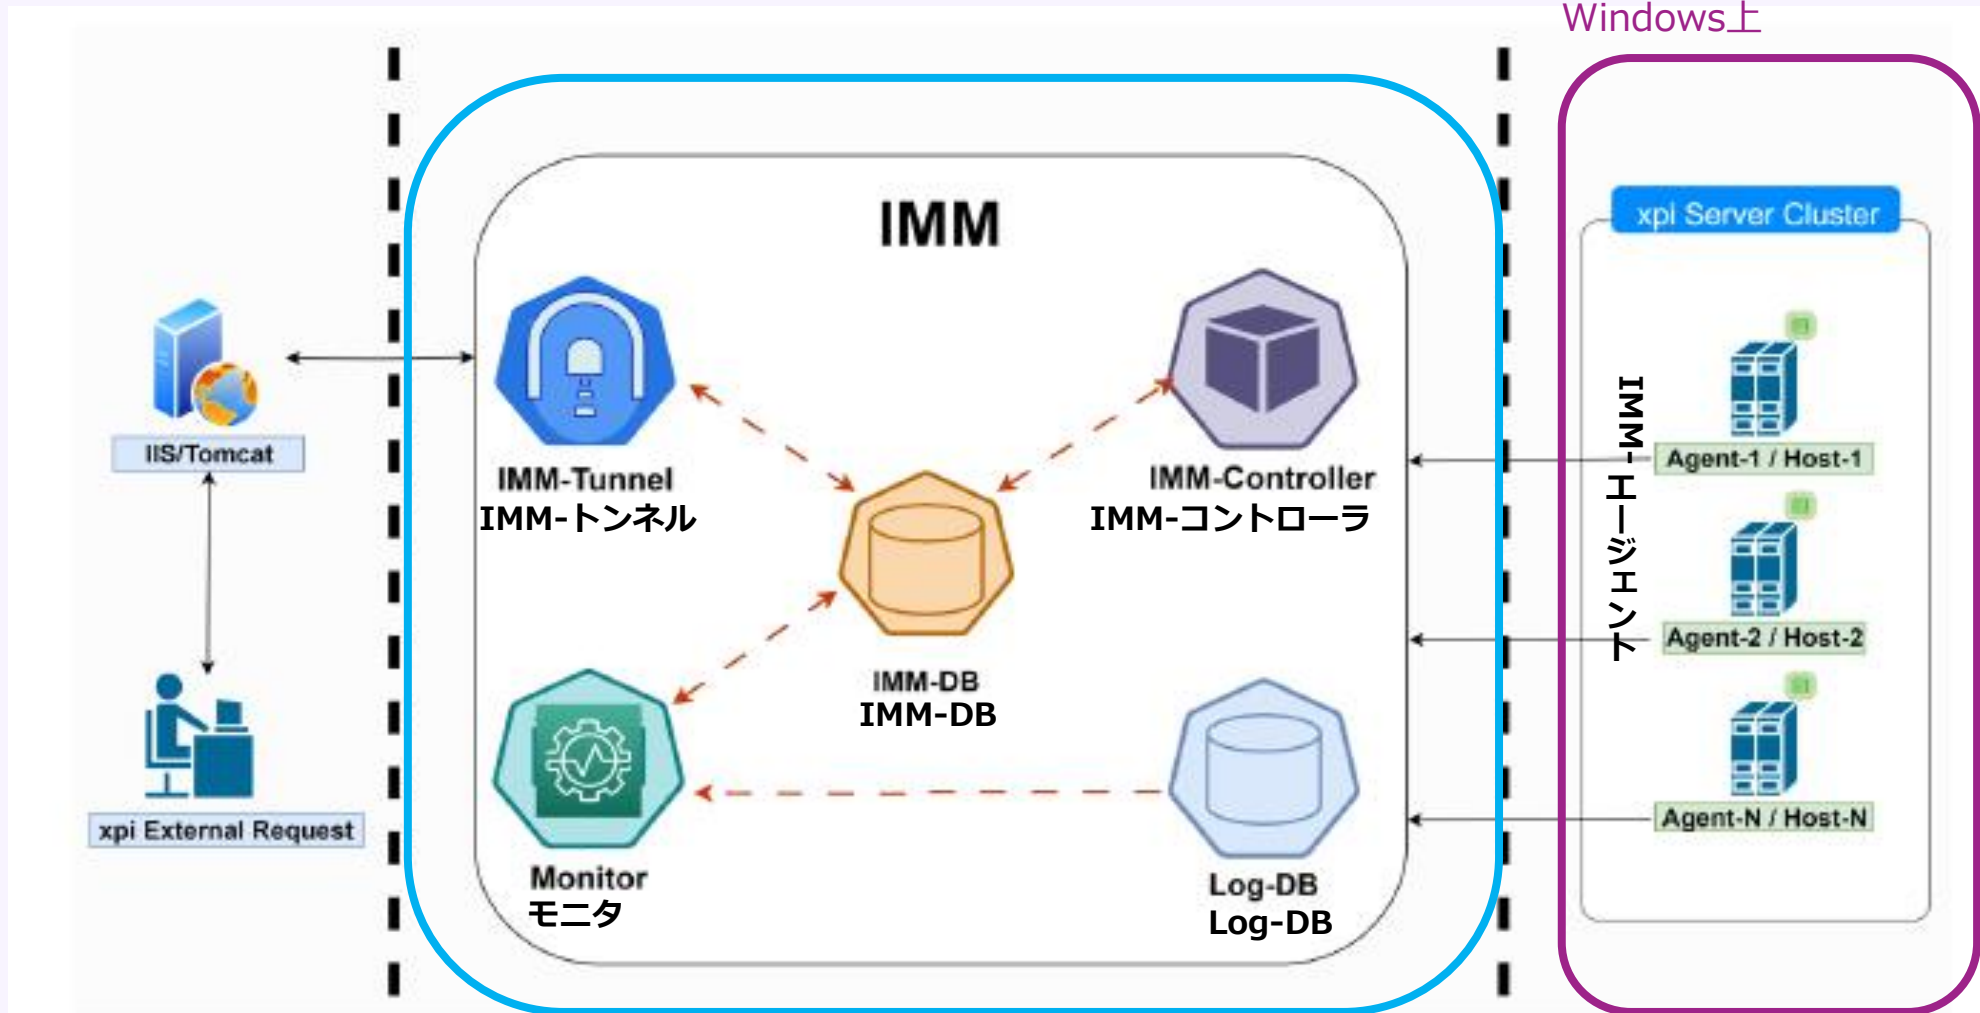 Windows上
IMM
xpi Server Cluster
IIS/Tomcat
xpi External Request
IMM-Tunnel
IMM-トンネル
IMM-Controller
IMM-コントローラ
IMM-DB
IMM-DB
Monitor
モニタ
Log-DB
Log-DB
IMM-エージェント
Agent-1 / Host-1
Agent-2 / Host-2
Agent-N / Host-N